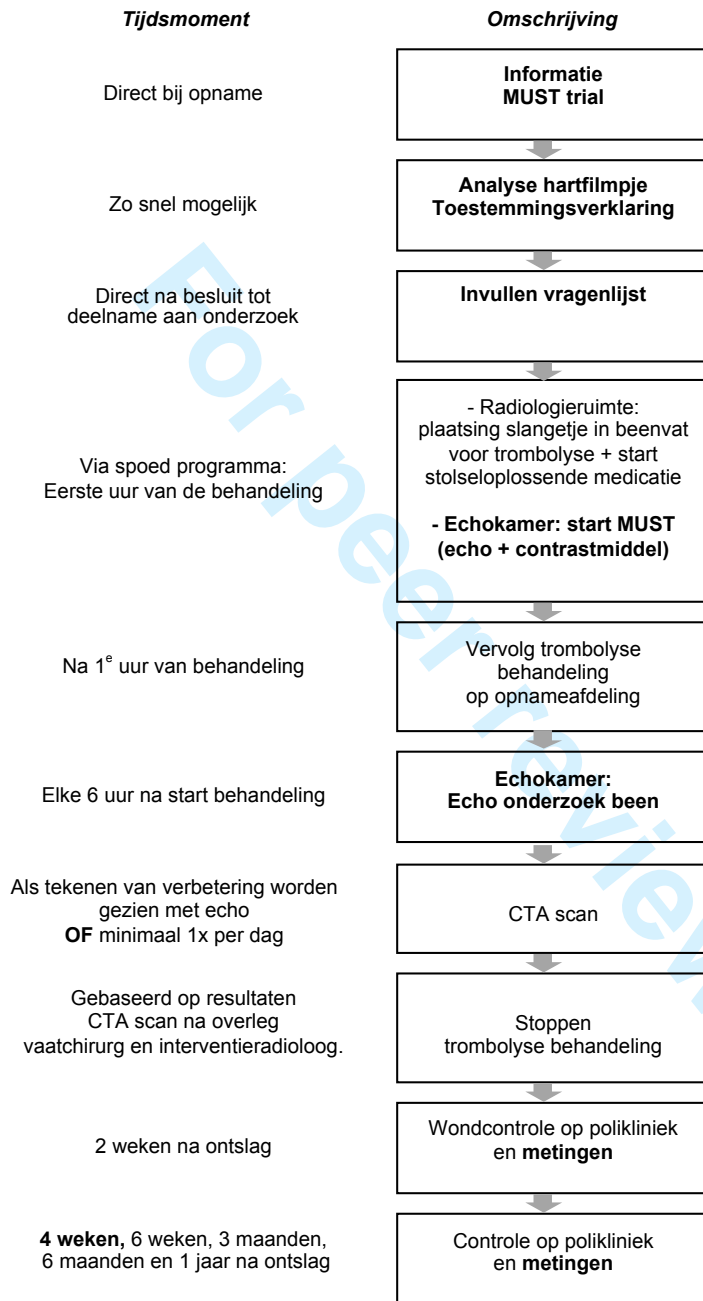 Tijdsmoment
Omschrijving
Direct bij opname
Informatie
MUST trial
Zo snel mogelijk
Analyse hartfilmpje
Toestemmingsverklaring
Direct na besluit tot
deelname aan onderzoek
Invullen vragenlijst
Via spoed programma:
Eerste uur van de behandeling
- Radiologieruimte:
plaatsing slangetje in beenvat
voor trombolyse + start
stolseloplossende medicatie
- Echokamer: start MUST
(echo + contrastmiddel)
Na 1e uur van behandeling
Vervolg trombolyse
behandeling
op opnameafdeling
Elke 6 uur na start behandeling
Echokamer:
Echo onderzoek been
Als tekenen van verbetering worden
gezien met echo
OF minimaal 1x per dag
CTA scan
Gebaseerd op resultaten
CTA scan na overleg
vaatchirurg en interventieradioloog.
Stoppen
trombolyse behandeling
2 weken na ontslag
Wondcontrole op polikliniek
en metingen
4 weken, 6 weken, 3 maanden,
6 maanden en 1 jaar na ontslag
Controle op polikliniek
en metingen
For peer review